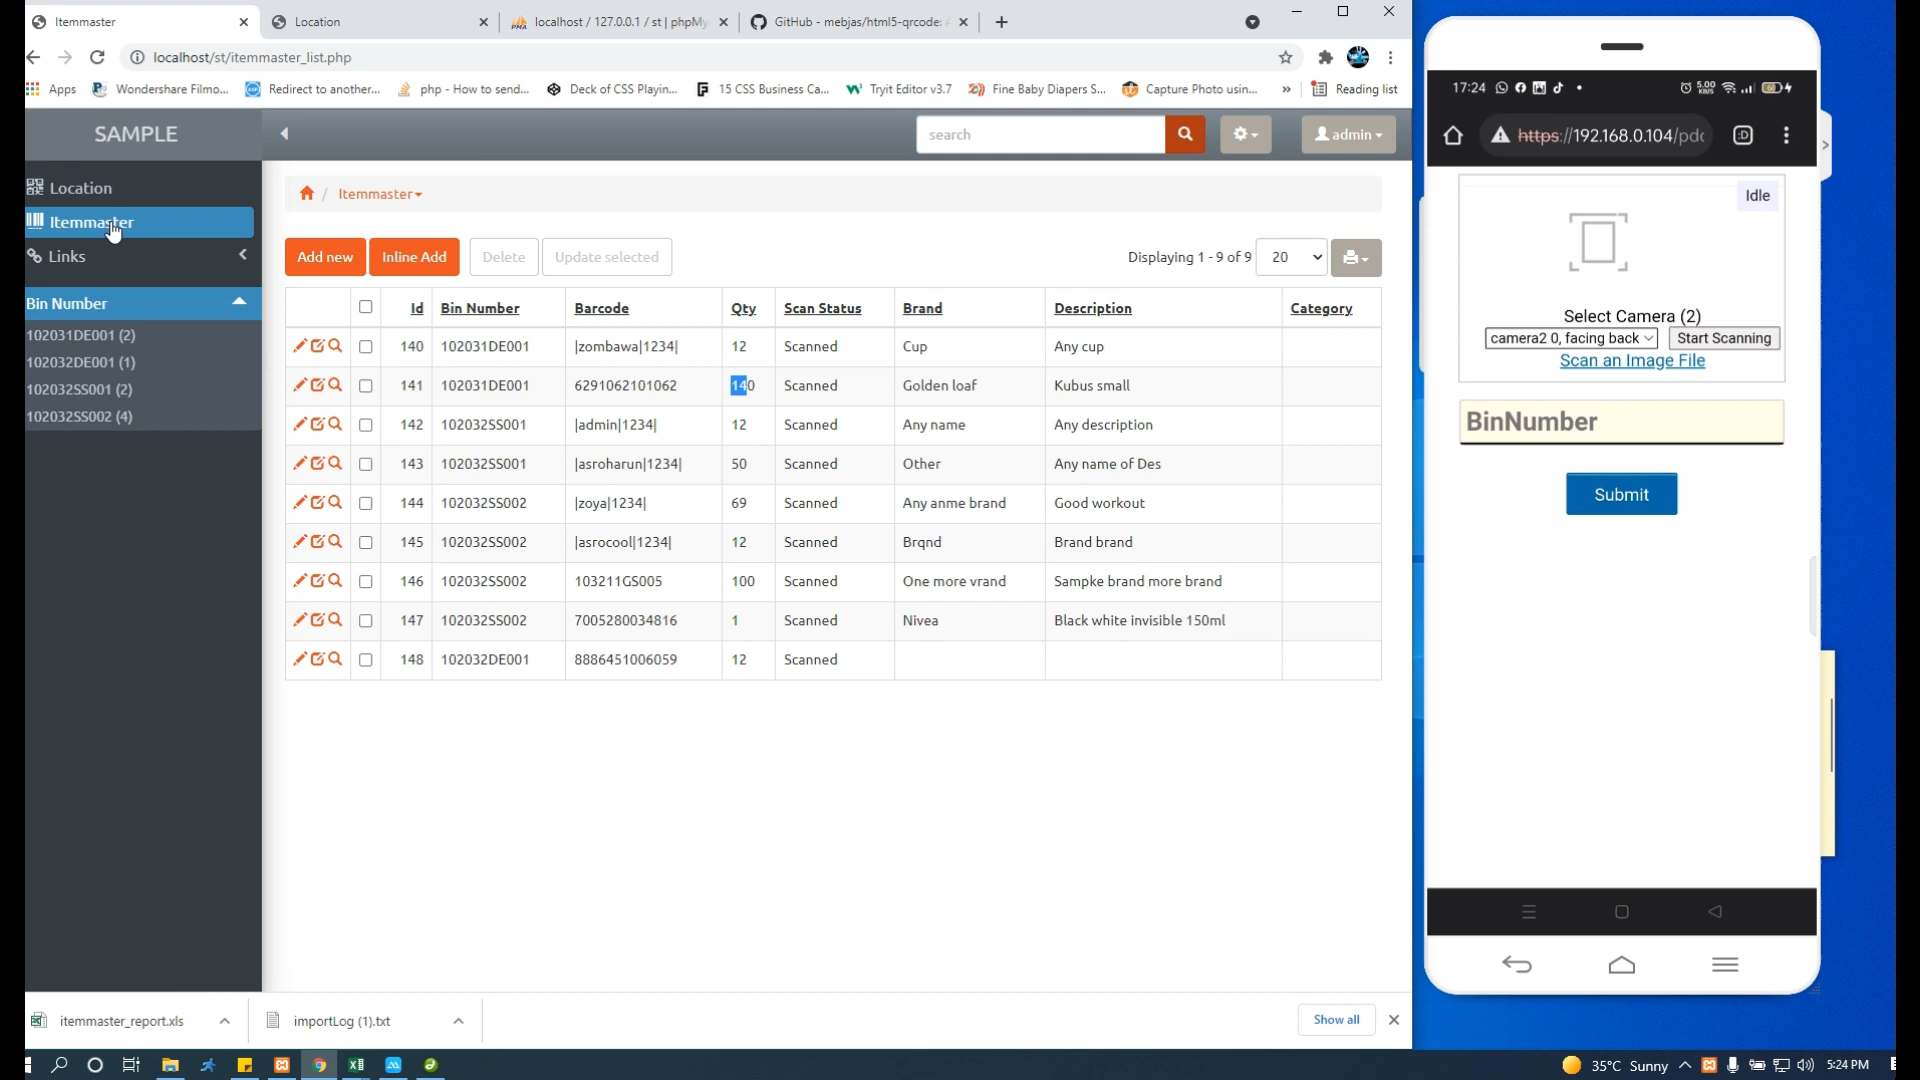 Itemmaster
Location
localhost / 127.0.0.1 / st | phpMy
GitHub - mebjas/html5-qrcode:
localhost/st/itemmaster_list.php
Apps
Wondershare Filmo...
Redirect to another...
php - How to send...
Deck of CSS Playin...
15 CSS Business Ca...
Tryit Editor v3.7
Fine Baby Diapers S...
Capture Photo usin...
»
Reading list
SAMPLE
search
admin
Location
Itemmaster
Links
Bin Number
102031DE001 (2)
102032DE001 (1)
102032SS001 (2)
102032SS002 (4)
/ Itemmaster
Add new
Inline Add
Delete
Update selected
Displaying 1 - 9 of 9
20
Id Bin Number Barcode Qty Scan Status Brand Description Category
140 102031DE001 |zombawa|1234| 12 Scanned Cup Any cup
141 102031DE001 6291062101062 140 Scanned Golden loaf Kubus small
142 102032SS001 |admin|1234| 12 Scanned Any name Any description
143 102032SS001 |asroharun|1234| 50 Scanned Other Any name of Des
144 102032SS002 |zoya|1234| 69 Scanned Any anme brand Good workout
145 102032SS002 |asrocool|1234| 12 Scanned Brqnd Brand brand
146 102032SS002 103211GS005 100 Scanned One more vrand Sampke brand more brand
147 102032SS002 7005280034816 1 Scanned Nivea Black white invisible 150ml
148 102032DE001 8886451006059 12 Scanned
itemmaster_report.xls
importLog (1).txt
Show all
35°C Sunny
5:24 PM
17:24
5.00
KB/S
https://192.168.0.104/pdc
:D
Idle
Select Camera (2)
camera2 0, facing back
Start Scanning
Scan an Image File
BinNumber
Submit